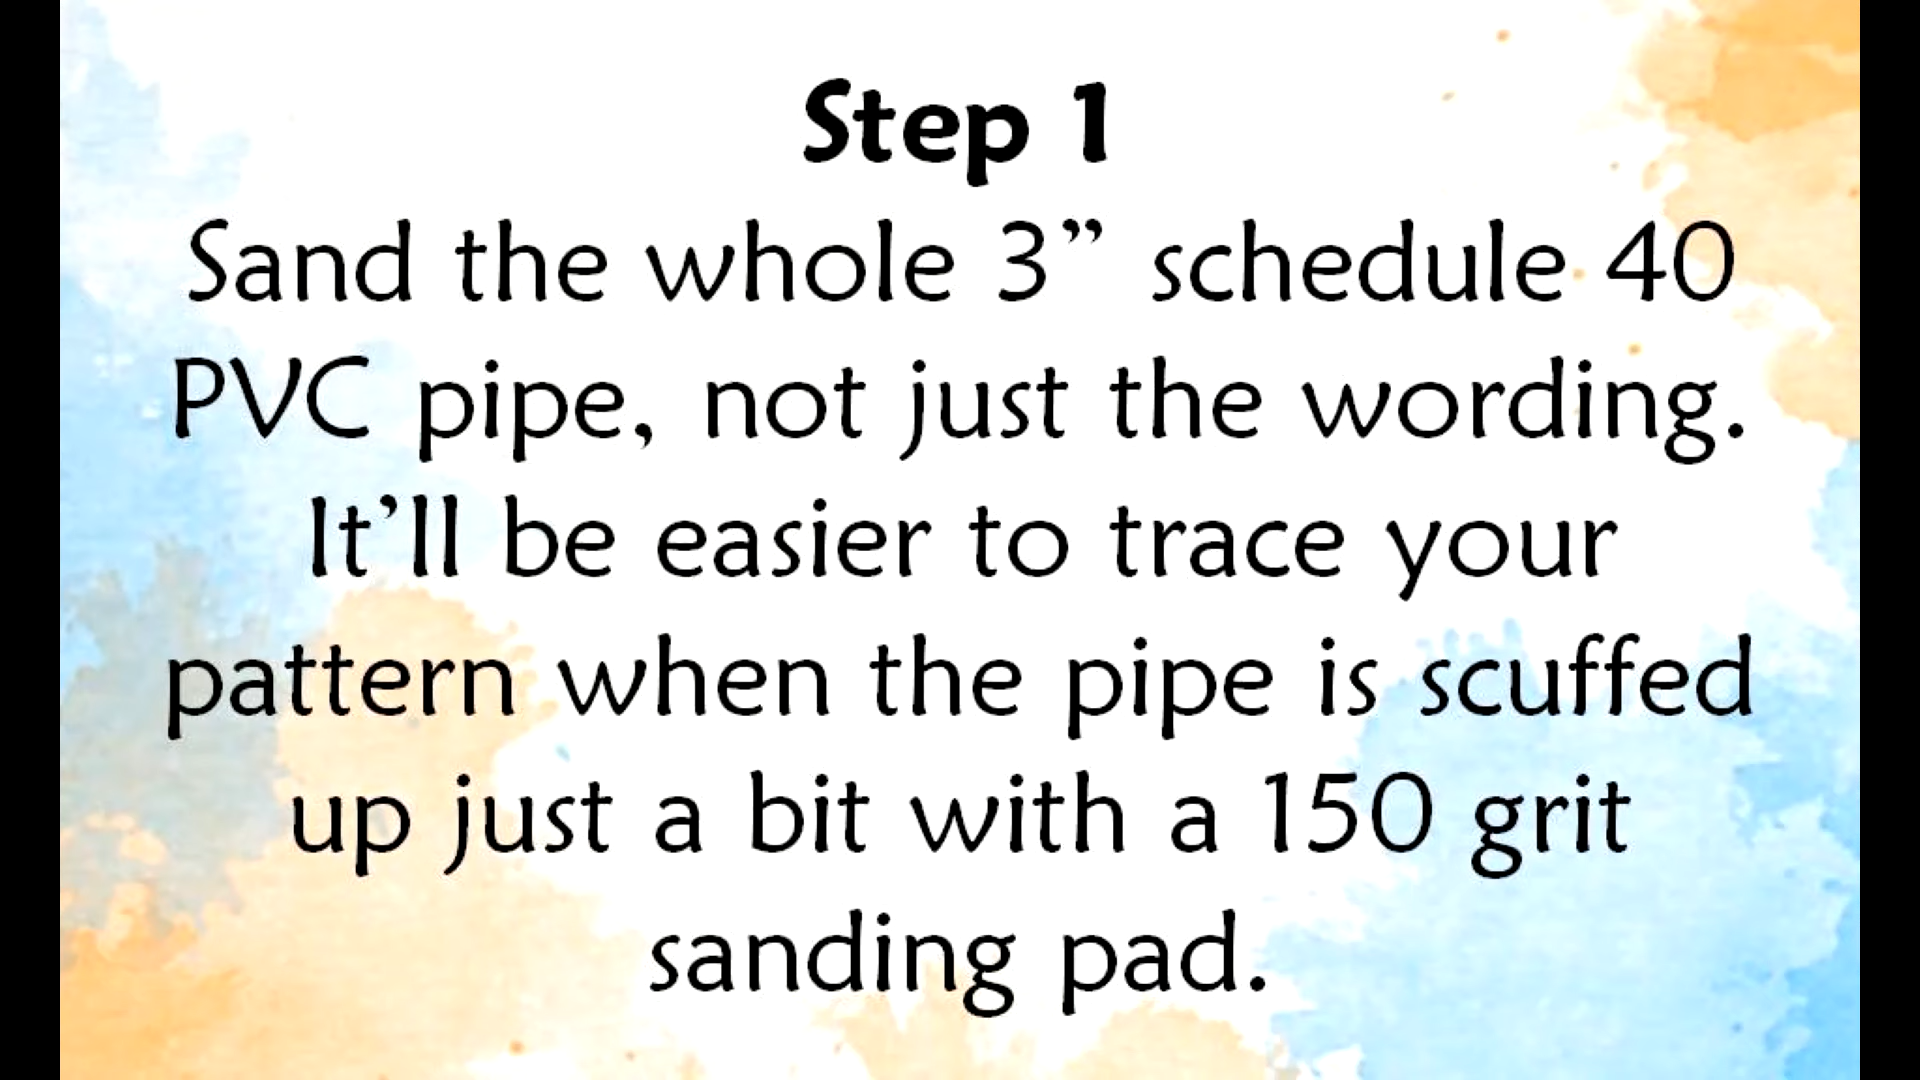 Step 1
Sand the whole 3” schedule 40
PVC pipe, not just the wording.
It’ll be easier to trace your
pattern when the pipe is scuffed
up just a bit with a 150 grit
sanding pad.